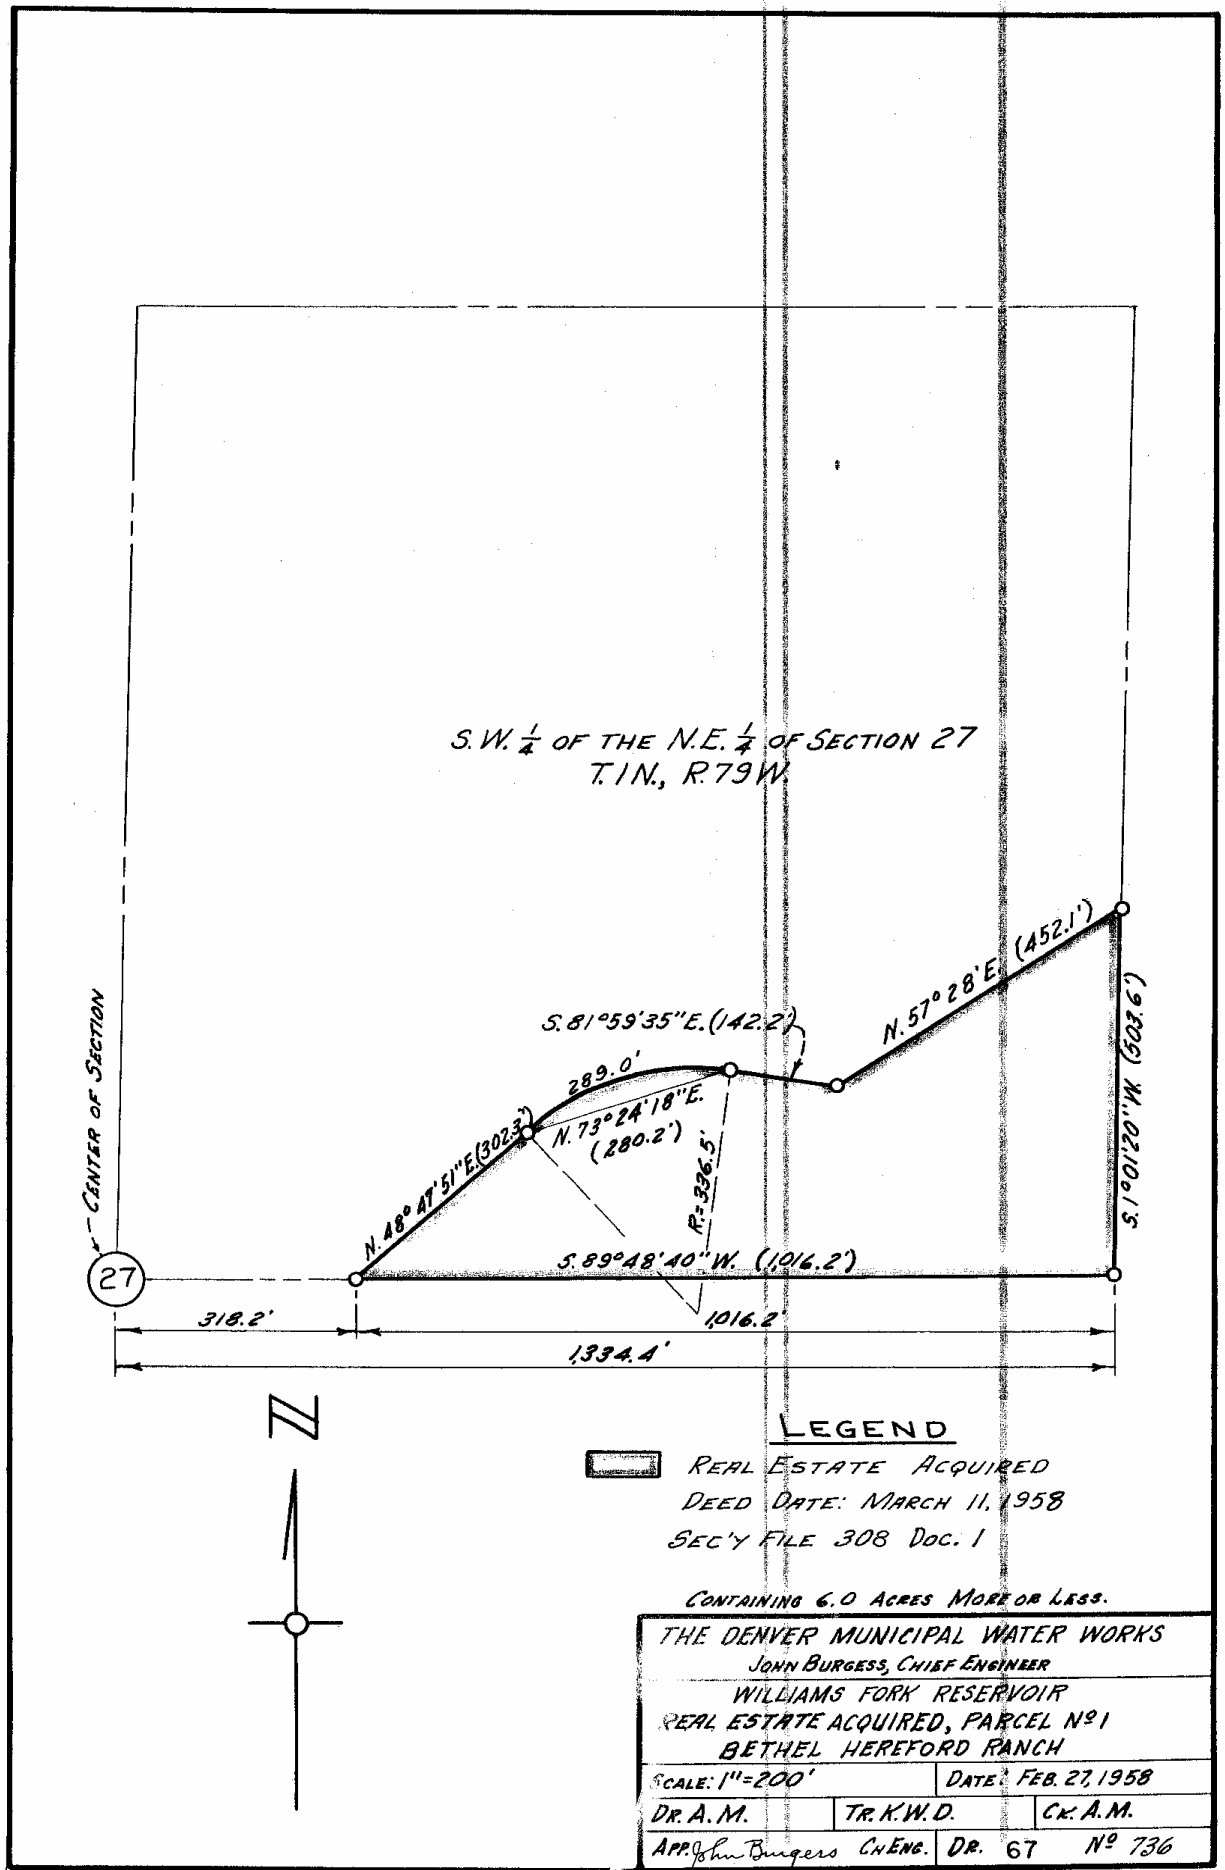 S.W. 1/4 OF THE N.E. 1/4 OF SECTION 27
T.1N., R.79W.
N. 57° 28' E. (452.1')
S. 81°59'35"E. (142.2')
289.0'
N. 73°24'18"E.
(280.2')
N. 48° 47' 51" E. (302.3')
R.=336.5'
S. 1°01'20" W. (503.6')
CENTER OF SECTION
27
S. 89°48'40" W. (1,016.2')
318.2'
1,016.2'
1,334.4'
N
LEGEND
REAL ESTATE ACQUIRED
DEED DATE: MARCH 11, 1958
SEC'Y FILE 308 DOC. 1
CONTAINING 6.0 ACRES MORE OR LESS.
THE DENVER MUNICIPAL WATER WORKS
JOHN BURGESS, CHIEF ENGINEER
WILLIAMS FORK RESERVOIR
REAL ESTATE ACQUIRED, PARCEL Nº 1
BETHEL HEREFORD RANCH
SCALE: 1"=200' DATE: FEB. 27, 1958
DR. A.M. TR. K.W.D. CK. A.M.
APP. John Burgess CH. ENG. DR. 67 Nº 736